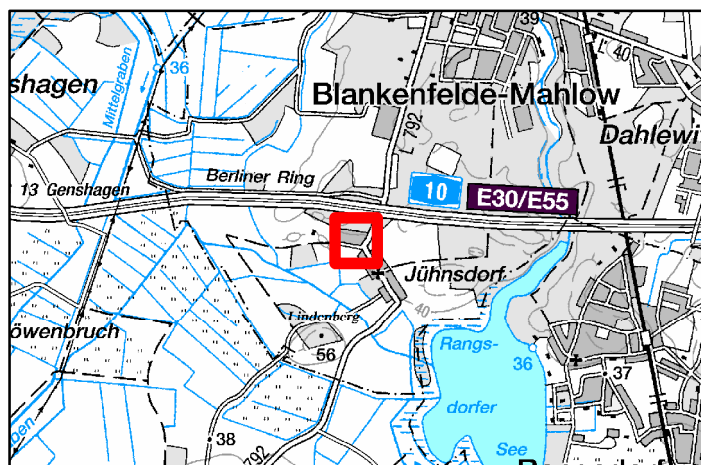 39
L 40
36
shagen
Mittelgraben
Blankenfelde-Mahlow
L 792
Dahlewi
Berliner Ring
13 Genshagen
10
E30/E55
Jühnsdorf
Lindenberg
40
öwenbruch
56
Rangs-
36
37
dorfer
38
792
See